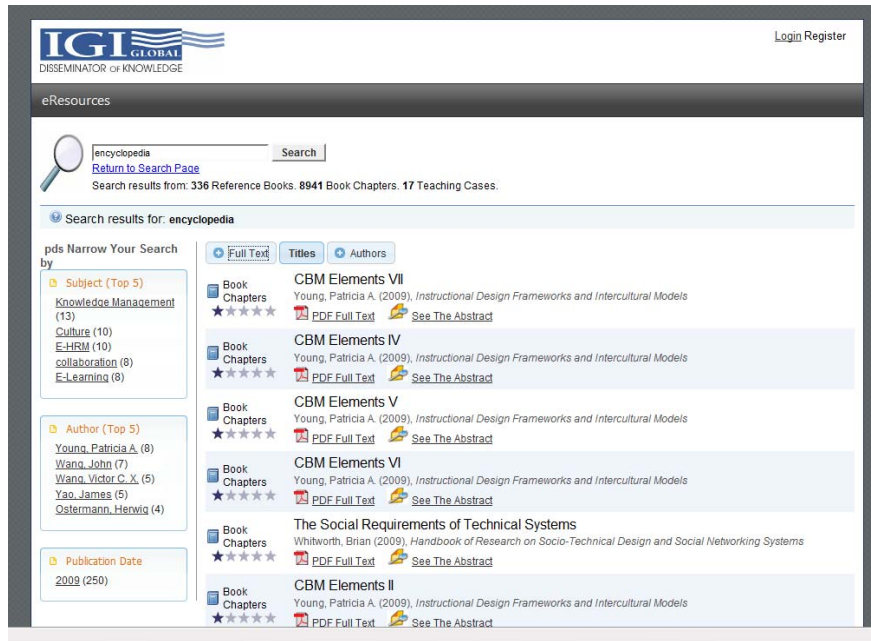 IGI GLOBAL
DISSEMINATOR OF KNOWLEDGE
Login Register
eResources
encyclopedia
Search
Return to Search Page
Search results from: 336 Reference Books. 8941 Book Chapters. 17 Teaching Cases.
Search results for: encyclopedia
pds Narrow Your Search
by
Subject (Top 5)
Knowledge Management
(13)
Culture (10)
E-HRM (10)
collaboration (8)
E-Learning (8)
Author (Top 5)
Young, Patricia A. (8)
Wang, John (7)
Wang, Victor C. X. (5)
Yao, James (5)
Ostermann, Herwig (4)
Publication Date
2009 (250)
Full Text Titles Authors
Book
Chapters
CBM Elements VII
Young, Patricia A. (2009), Instructional Design Frameworks and Intercultural Models
PDF Full Text See The Abstract
Book
Chapters
CBM Elements IV
Young, Patricia A. (2009), Instructional Design Frameworks and Intercultural Models
PDF Full Text See The Abstract
Book
Chapters
CBM Elements V
Young, Patricia A. (2009), Instructional Design Frameworks and Intercultural Models
PDF Full Text See The Abstract
Book
Chapters
CBM Elements VI
Young, Patricia A. (2009), Instructional Design Frameworks and Intercultural Models
PDF Full Text See The Abstract
Book
Chapters
The Social Requirements of Technical Systems
Whitworth, Brian (2009), Handbook of Research on Socio-Technical Design and Social Networking Systems
PDF Full Text See The Abstract
Book
Chapters
CBM Elements II
Young, Patricia A. (2009), Instructional Design Frameworks and Intercultural Models
PDF Full Text See The Abstract